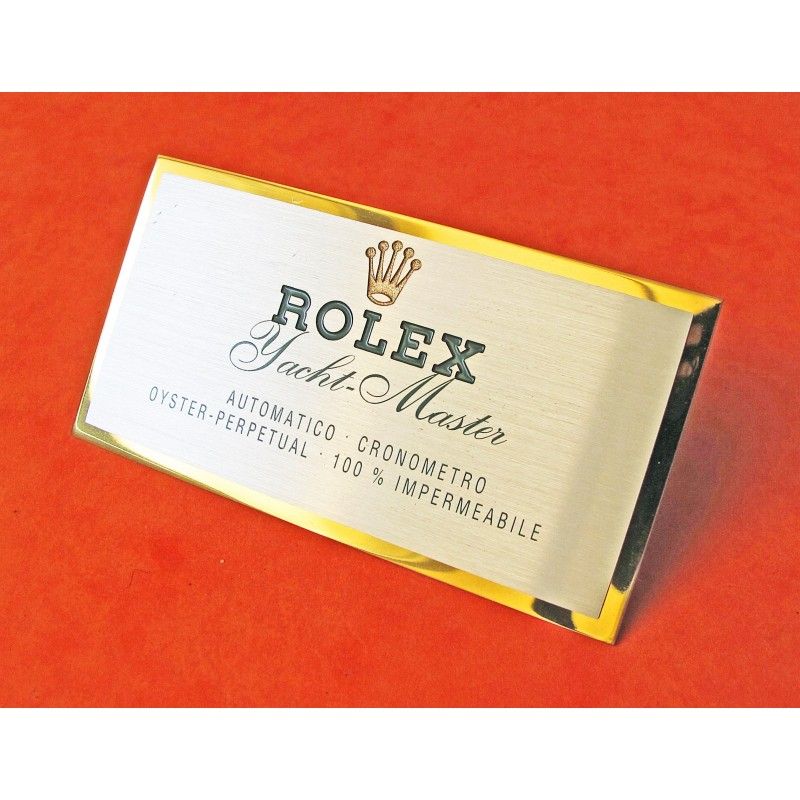 ROLEX
Yacht-Master
AUTOMATICO · CRONOMETRO
OYSTER-PERPETUAL · 100 % IMPERMEABILE